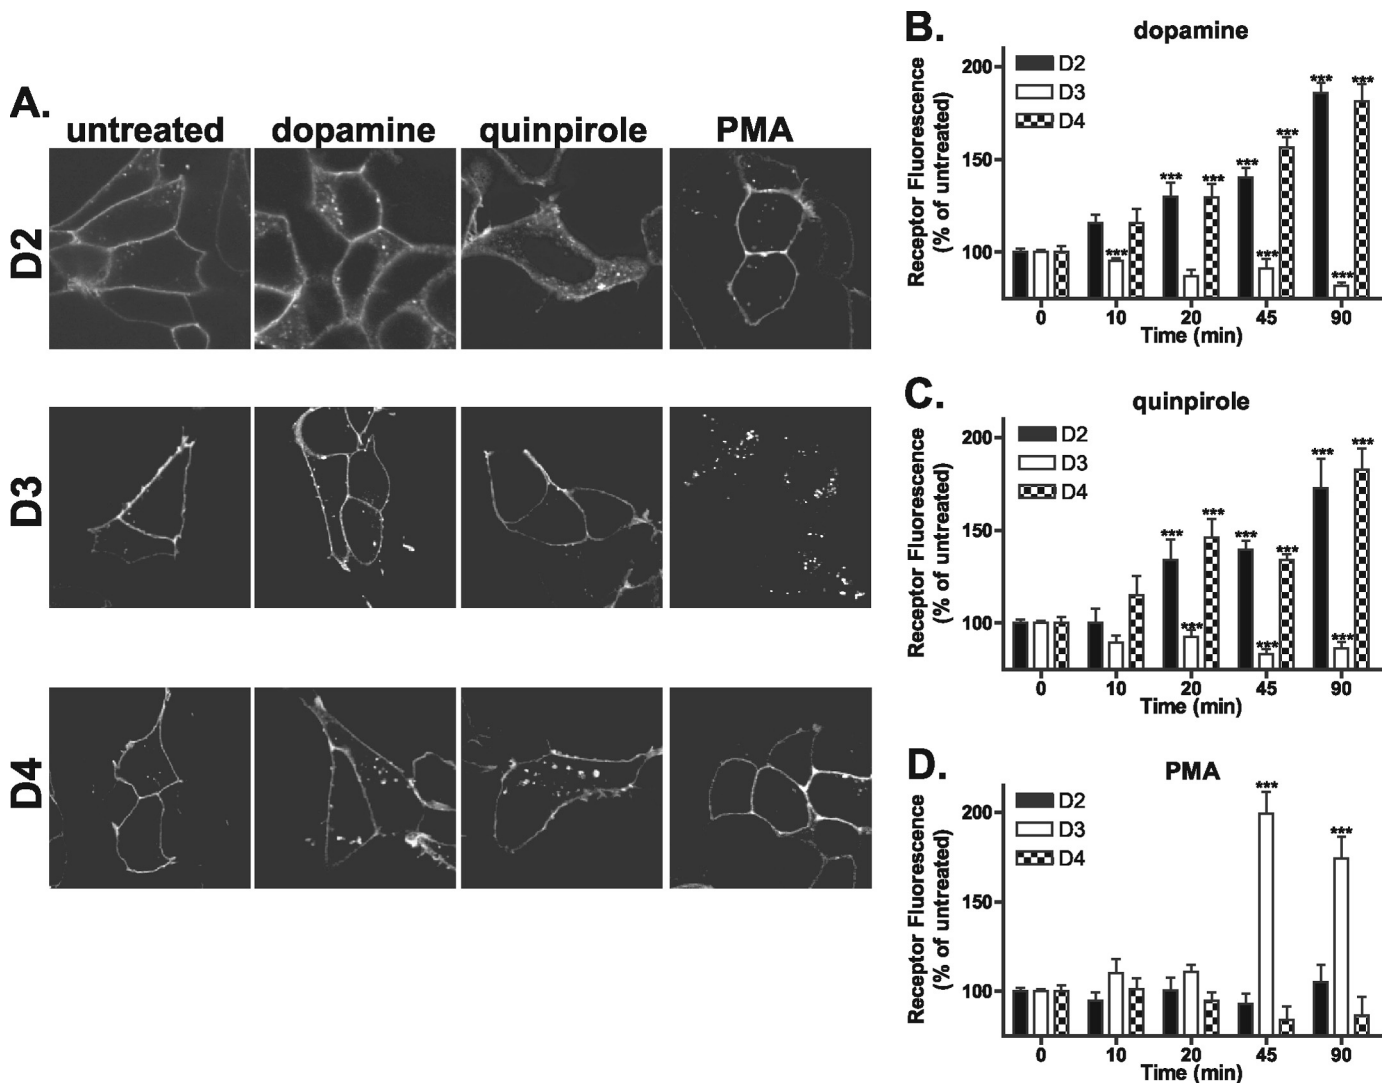 A.
untreated
dopamine
quinpirole
PMA
D2
D3
D4
B.
dopamine
Receptor Fluorescence
(% of untreated)
200
150
100
D2
D3
D4
***
***
***
***
***
***
***
***
***
0
10
20
45
90
Time (min)
C.
quinpirole
Receptor Fluorescence
(% of untreated)
200
150
100
D2
D3
D4
***
***
***
***
***
***
***
***
***
0
10
20
45
90
Time (min)
D.
PMA
Receptor Fluorescence
(% of untreated)
200
150
100
D2
D3
D4
***
***
0
10
20
45
90
Time (min)